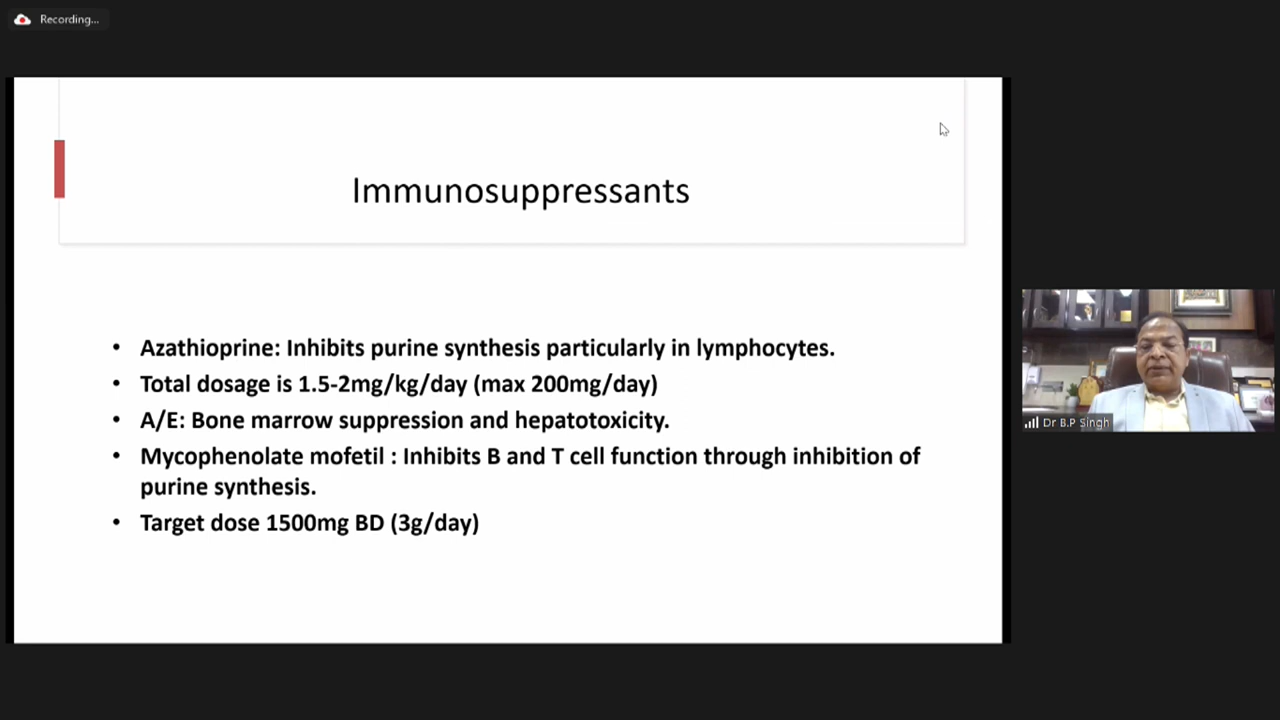 Recording...
Immunosuppressants
• Azathioprine: Inhibits purine synthesis particularly in lymphocytes.
• Total dosage is 1.5-2mg/kg/day (max 200mg/day)
• A/E: Bone marrow suppression and hepatotoxicity.
• Mycophenolate mofetil : Inhibits B and T cell function through inhibition of
purine synthesis.
• Target dose 1500mg BD (3g/day)
Dr B.P Singh